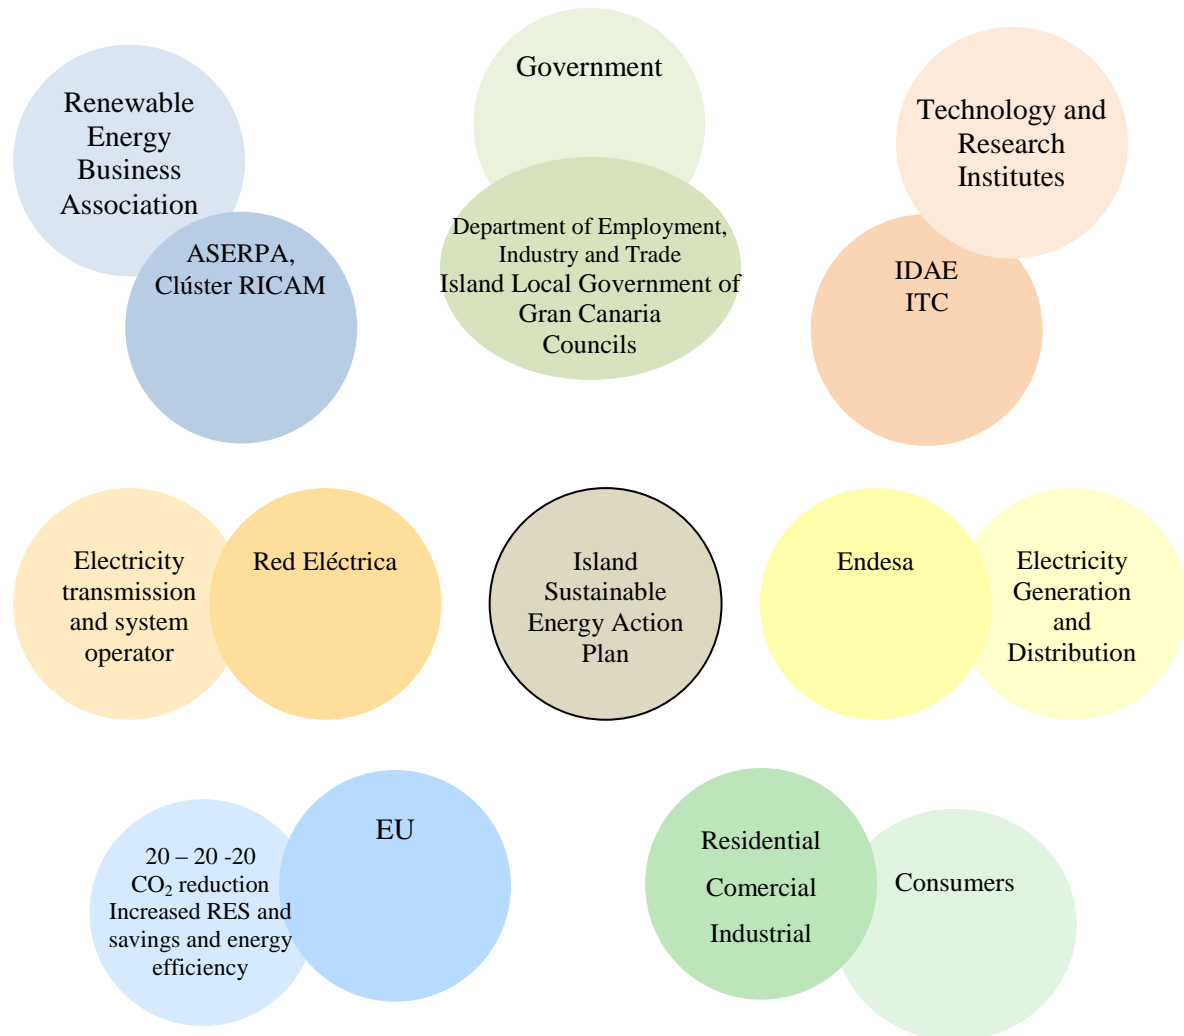 Renewable
Energy
Business
Association
ASERPA,
Clúster RICAM
Government
Department of Employment,
Industry and Trade
Island Local Government of
Gran Canaria
Councils
Technology and
Research
Institutes
IDAE
ITC
Electricity
transmission
and system
operator
Red Eléctrica
Island
Sustainable
Energy Action
Plan
Endesa
Electricity
Generation
and
Distribution
20 – 20 -20
CO₂ reduction
Increased RES and
savings and energy
efficiency
EU
Residential
Comercial
Industrial
Consumers